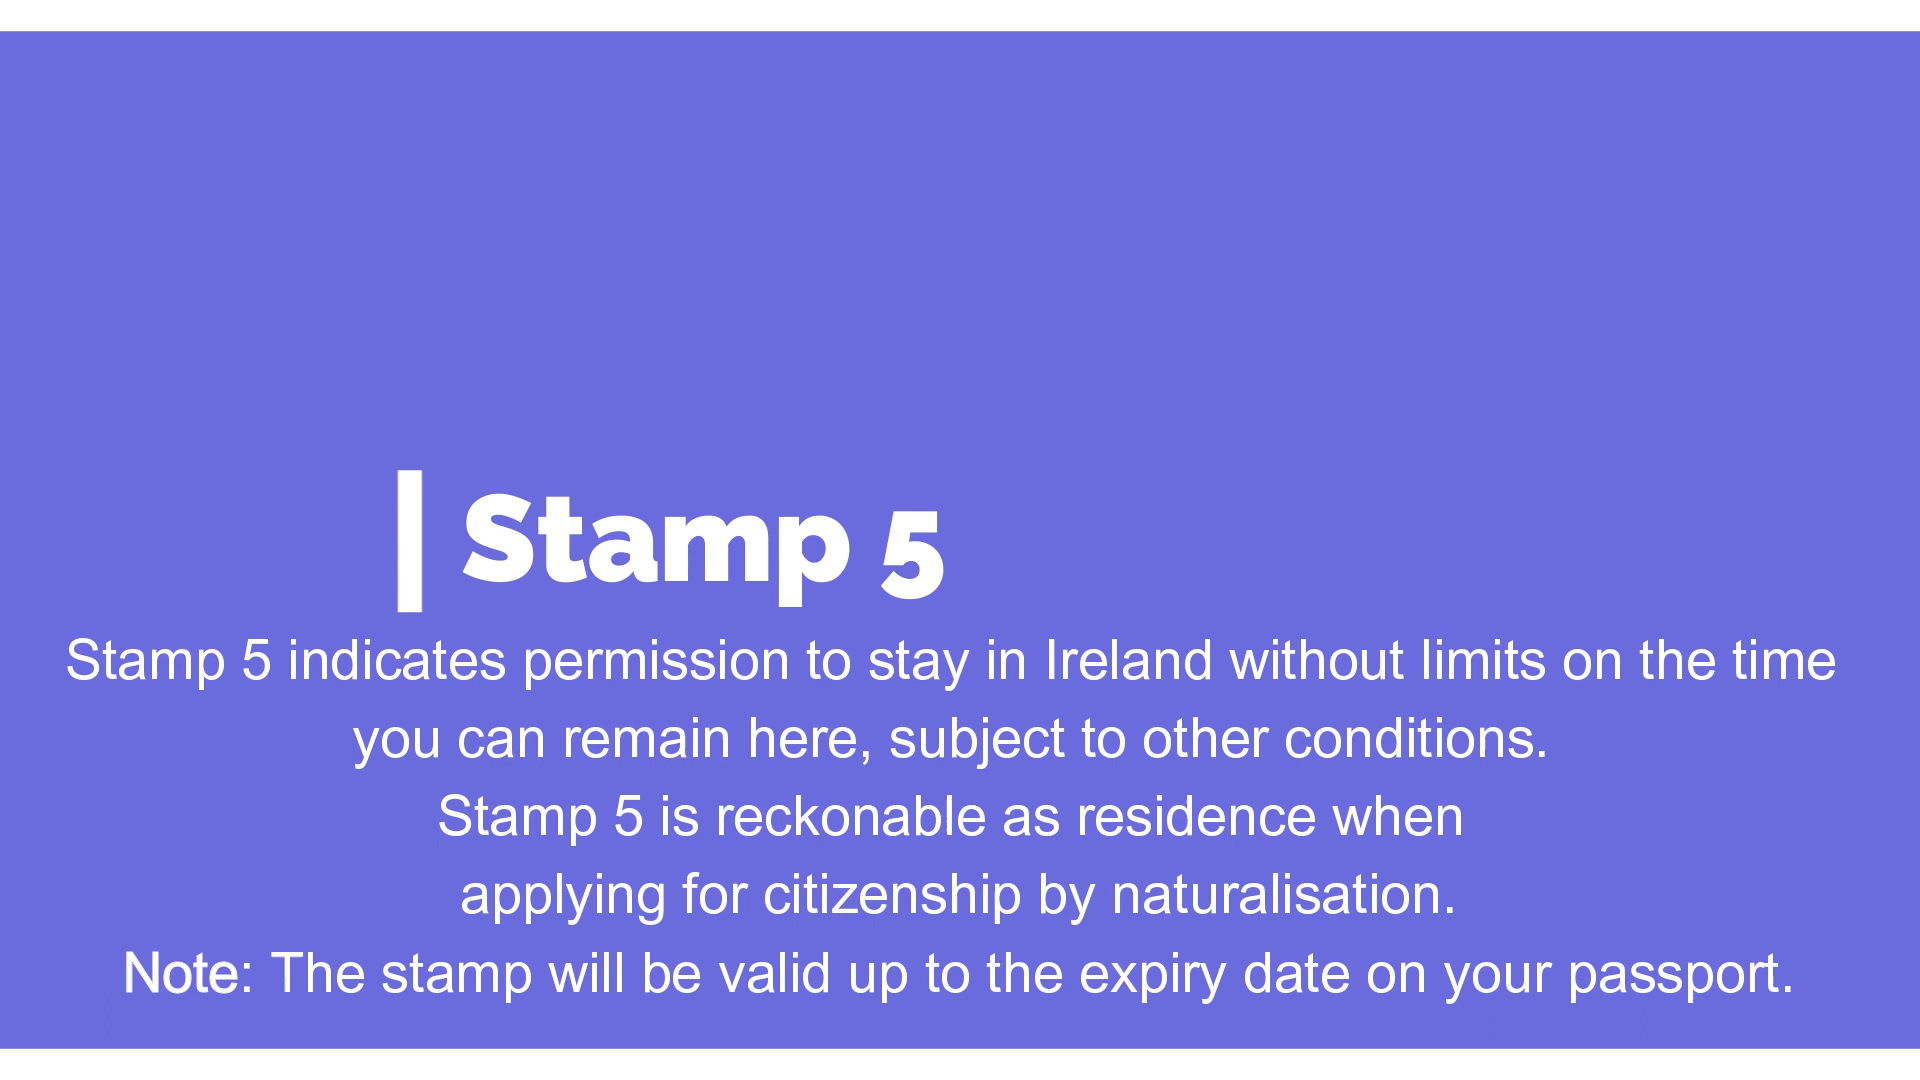 Stamp 5
Stamp 5 indicates permission to stay in Ireland without limits on the time
you can remain here, subject to other conditions.
Stamp 5 is reckonable as residence when
applying for citizenship by naturalisation.
Note: The stamp will be valid up to the expiry date on your passport.